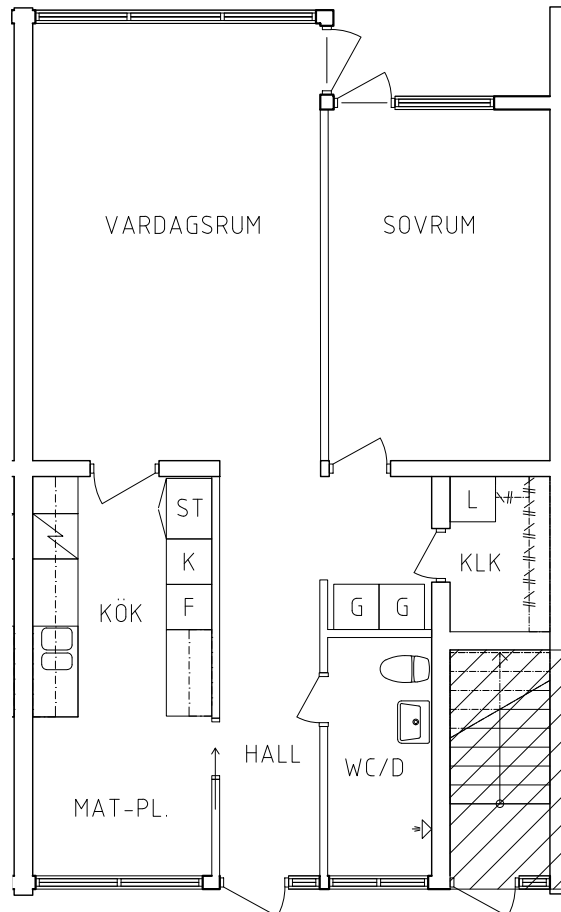 VARDAGSRUM
SOVRUM
ST
L
K
KÖK
KLK
F
G
G
HALL
WC/D
MAT-PL.